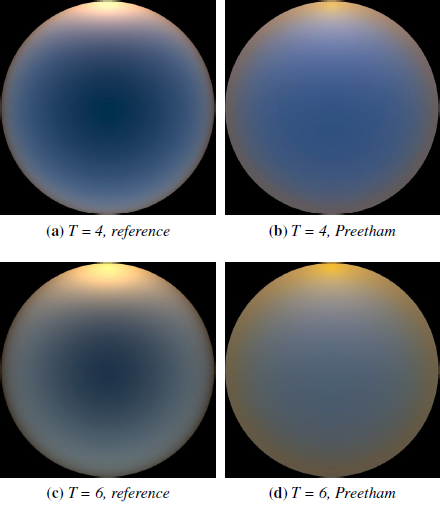 (a) T = 4, reference
(b) T = 4, Preetham
(c) T = 6, reference
(d) T = 6, Preetham